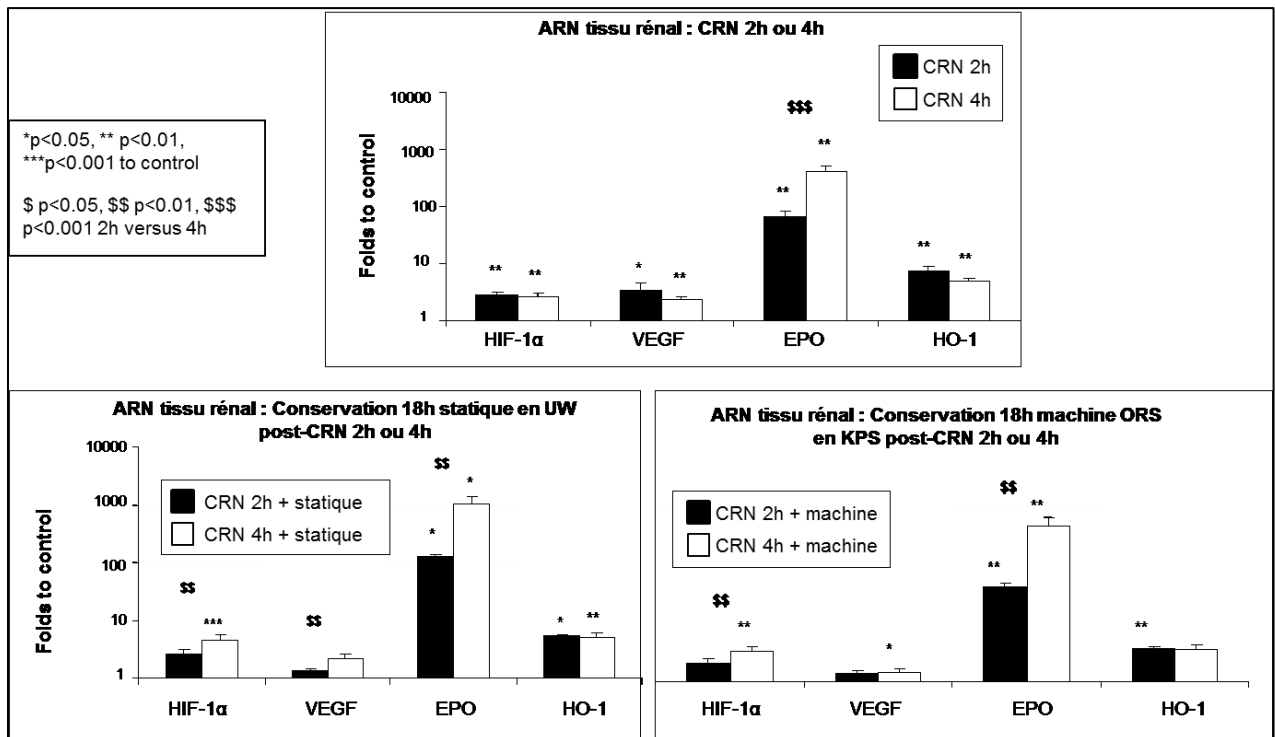 ARN tissu rénal : CRN 2h ou 4h
CRN 2h
CRN 4h
*p<0.05, ** p<0.01,
***p<0.001 to control
$ p<0.05, $$ p<0.01, $$$
p<0.001 2h versus 4h
Folds to control
10000
1000
100
10
1
$$$
** ** * ** ** ** ** **
HIF-1α VEGF EPO HO-1
ARN tissu rénal : Conservation 18h statique en UW
post-CRN 2h ou 4h
CRN 2h + statique
CRN 4h + statique
Folds to control
10000
1000
100
10
1
$$ $$ $$
*** * * * **
HIF-1α VEGF EPO HO-1
ARN tissu rénal : Conservation 18h machine ORS
en KPS post-CRN 2h ou 4h
CRN 2h + machine
CRN 4h + machine
$$ $$
** * ** ** **
HIF-1α VEGF EPO HO-1